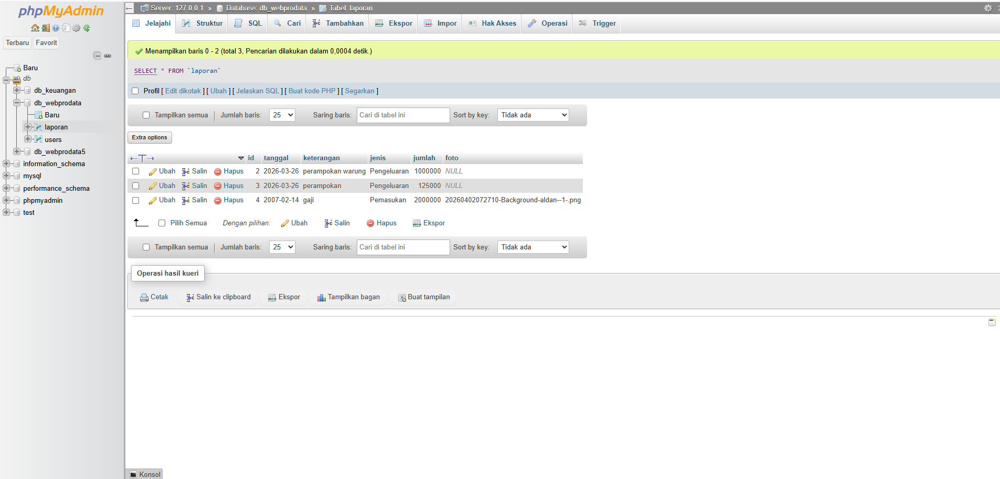 phpMyAdmin
Terbaru Favorit
Baru
db
db_keuangan
db_webprodata
Baru
laporan
users
db_webprodata5
information_schema
mysql
performance_schema
phpmyadmin
test
Server: 127.0.0.1 » Database: db_webprodata » Tabel: laporan
Jelajahi Struktur SQL Cari Tambahkan Ekspor Impor Hak Akses Operasi Trigger
Menampilkan baris 0 - 2 (total 3, Pencarian dilakukan dalam 0,0004 detik.)
SELECT * FROM `laporan`
Profil [ Edit dikotak ] [ Ubah ] [ Jelaskan SQL ] [ Buat kode PHP ] [ Segarkan ]
Tampilkan semua | Jumlah baris: 25 Saring baris: Cari di tabel ini Sort by key: Tidak ada
Extra options
←T→ id tanggal keterangan jenis jumlah foto
Ubah Salin Hapus 2 2026-03-26 perampokan warung Pengeluaran 1000000 NULL
Ubah Salin Hapus 3 2026-03-26 perampokan Pengeluaran 125000 NULL
Ubah Salin Hapus 4 2007-02-14 gaji Pemasukan 2000000 20260402072710-Background-aldan--1-.png
Pilih Semua Dengan pilihan: Ubah Salin Hapus Ekspor
Tampilkan semua | Jumlah baris: 25 Saring baris: Cari di tabel ini Sort by key: Tidak ada
Operasi hasil kueri
Cetak Salin ke clipboard Ekspor Tampilkan bagan Buat tampilan
Konsol